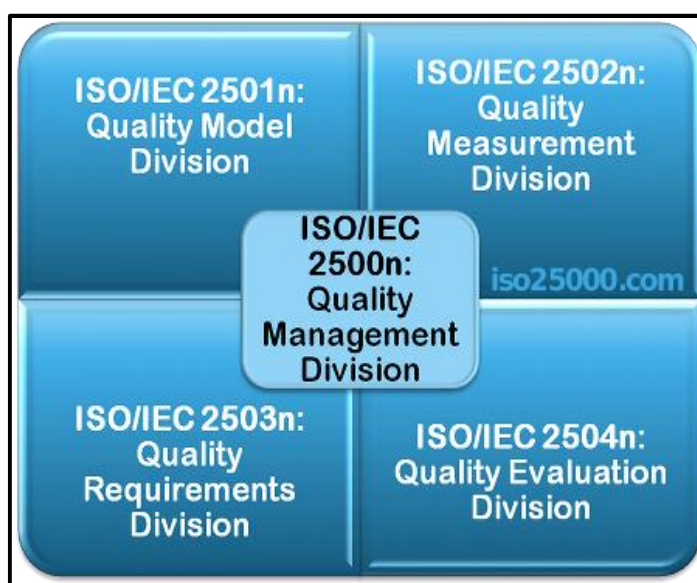 ISO/IEC 2501n:
Quality Model
Division
ISO/IEC 2502n:
Quality
Measurement
Division
iso25000.com
ISO/IEC
2500n:
Quality
Management
Division
ISO/IEC 2503n:
Quality
Requirements
Division
ISO/IEC 2504n:
Quality Evaluation
Division